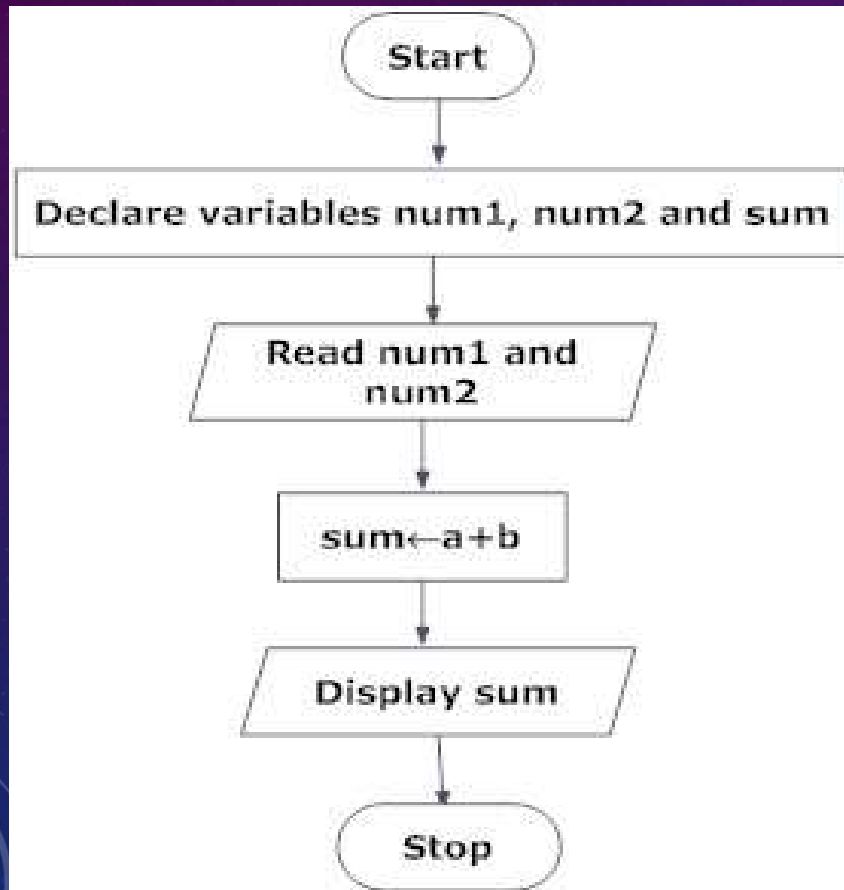 Start
Declare variables num1, num2 and sum
Read num1 and
num2
sum←a+b
Display sum
Stop